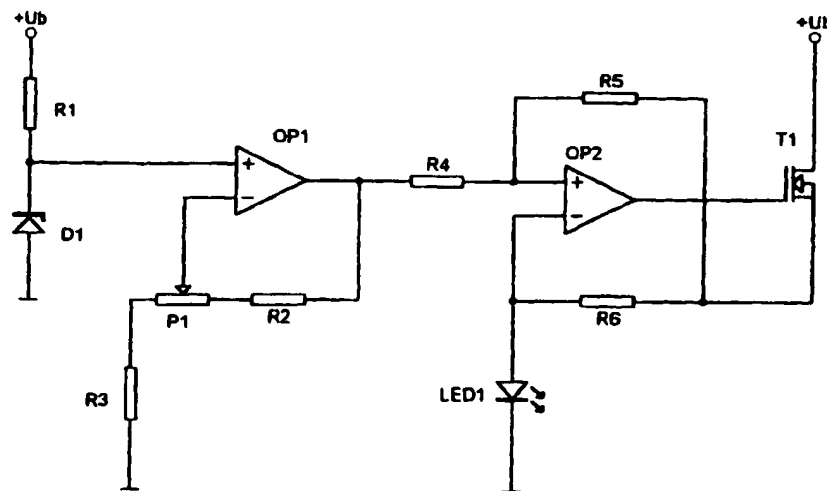 +Ub
+Ub
R5
R1
OP1
T1
OP2
R4
+
+
−
−
D1
P1
R2
R6
R3
LED1